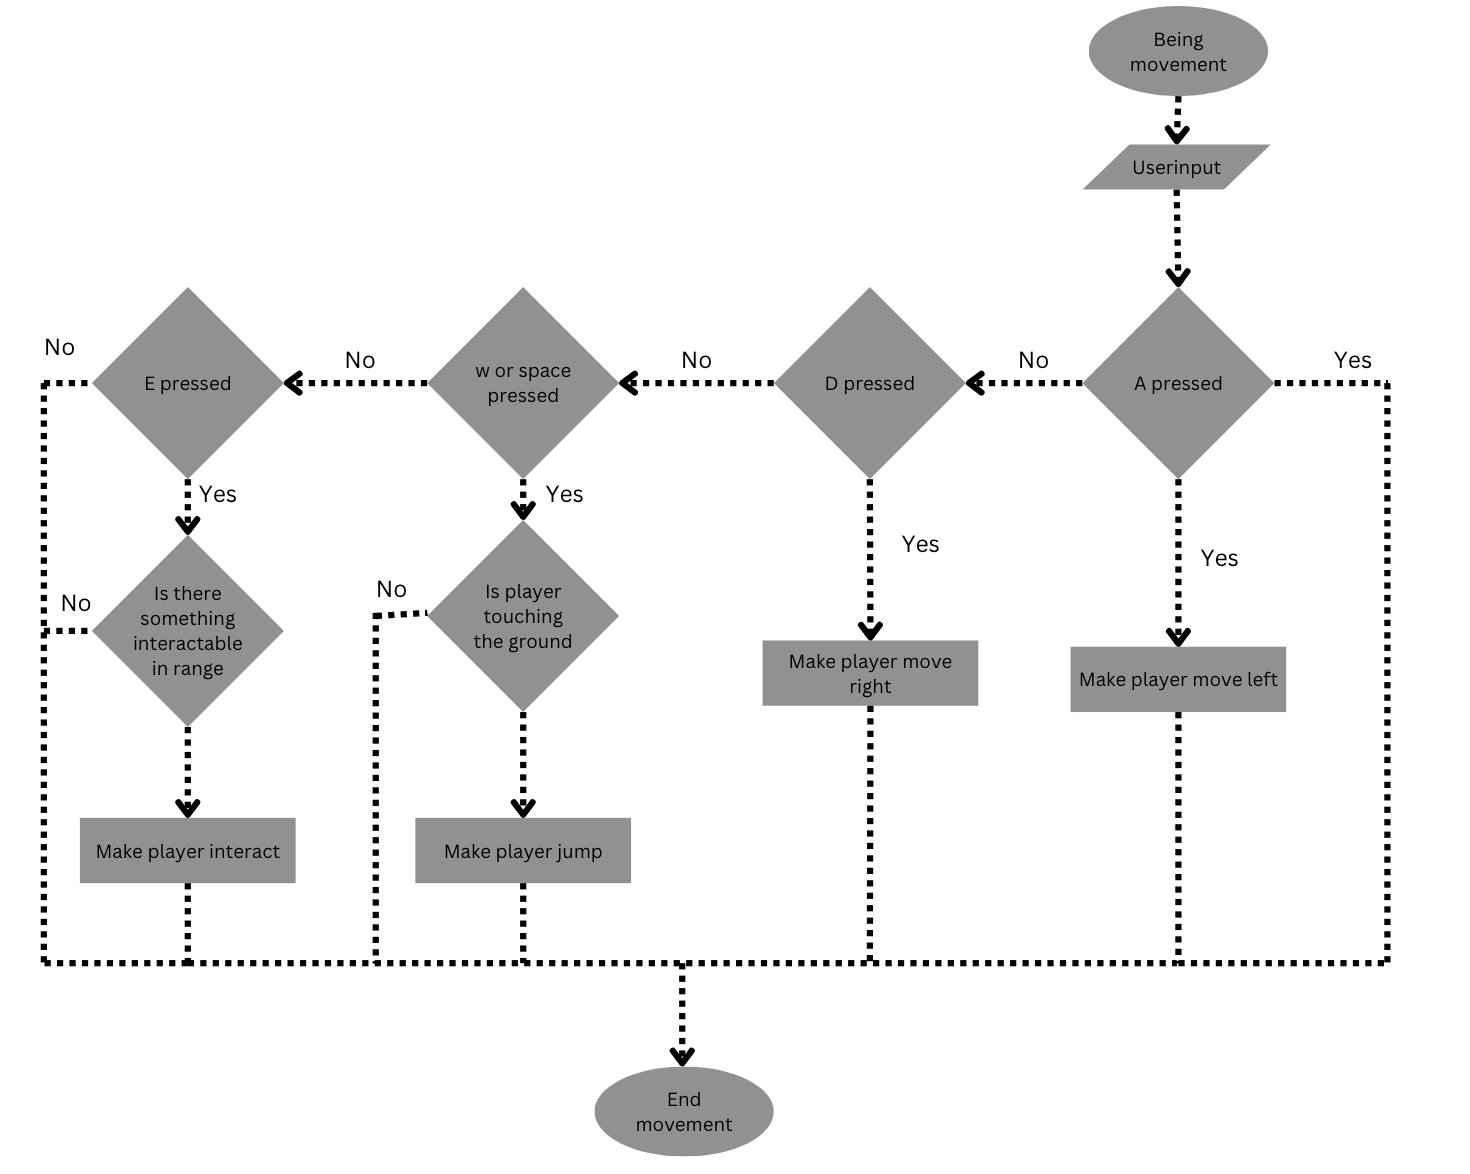 Being
movement
Userinput
No
No
No
No
Yes
E pressed
w or space
pressed
D pressed
A pressed
Yes
Yes
Yes
Yes
No
Is there
something
interactable
in range
No
Is player
touching
the ground
Make player move
right
Make player move left
Make player interact
Make player jump
End
movement